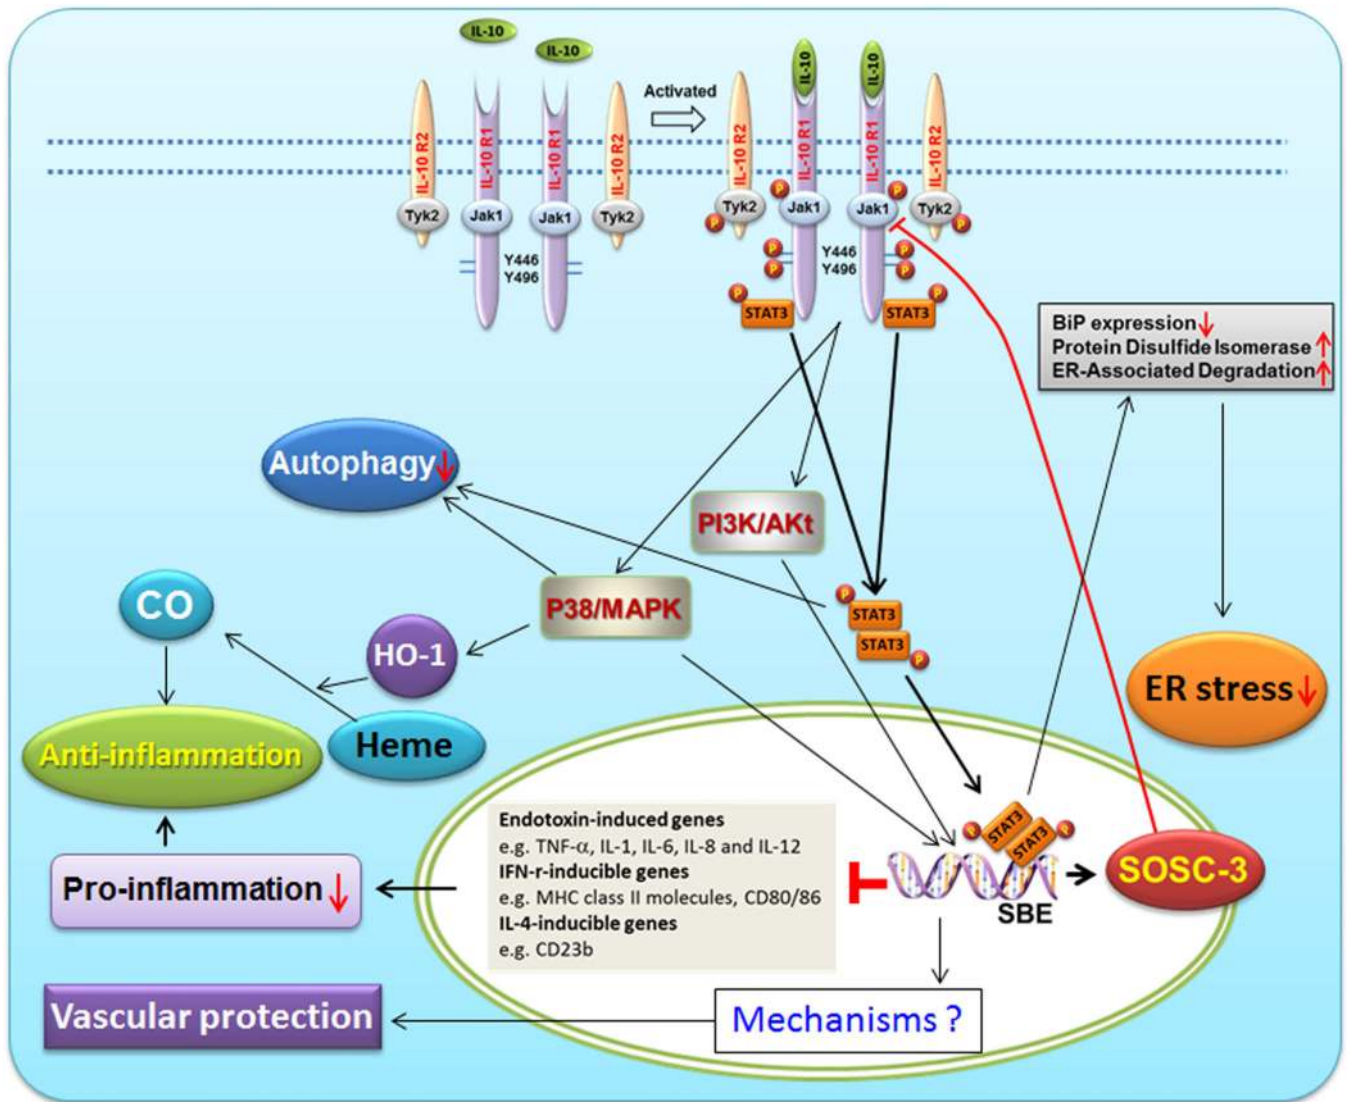 IL-10
IL-10
IL-10
IL-10
Activated
IL-10 R2
IL-10 R1
IL-10 R1
IL-10 R2
IL-10 R2
IL-10 R1
IL-10 R1
IL-10 R2
Tyk2
Jak1
Jak1
Tyk2
Tyk2
P
Jak1
P
Jak1
Tyk2
P
P
Y446
Y496
P
P
Y446
Y496
P
P
P
STAT3
P
STAT3
BiP expression↓
Protein Disulfide Isomerase↑
ER-Associated Degradation↑
Autophagy↓
PI3K/AKt
P38/MAPK
CO
HO-1
P
STAT3
STAT3
P
ER stress↓
Heme
Anti-inflammation
Endotoxin-induced genes
e.g. TNF-α, IL-1, IL-6, IL-8 and IL-12
IFN-r-inducible genes
e.g. MHC class II molecules, CD80/86
IL-4-inducible genes
e.g. CD23b
P
STAT3
STAT3
P
SBE
SOSC-3
Pro-inflammation↓
Vascular protection
Mechanisms ?